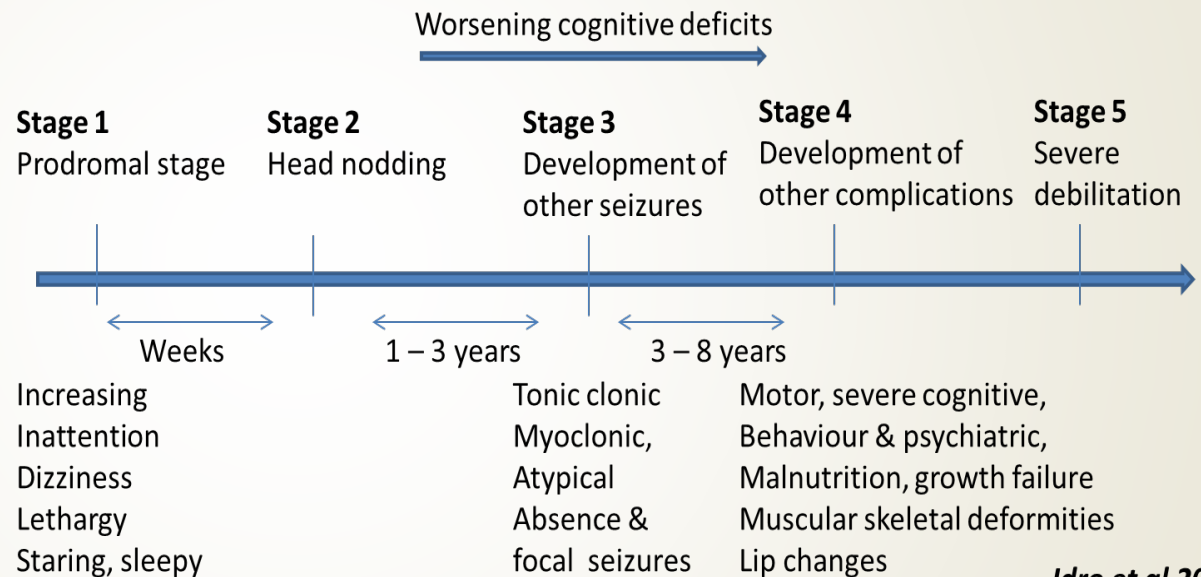 Worsening cognitive deficits
Stage 1
Prodromal stage
Stage 2
Head nodding
Stage 3
Development of
other seizures
Stage 4
Development of
other complications
Stage 5
Severe
debilitation
Weeks
1 – 3 years
3 – 8 years
Increasing
Inattention
Dizziness
Lethargy
Staring, sleepy
Tonic clonic
Myoclonic,
Atypical
Absence &
focal seizures
Motor, severe cognitive,
Behaviour & psychiatric,
Malnutrition, growth failure
Muscular skeletal deformities
Lip changes